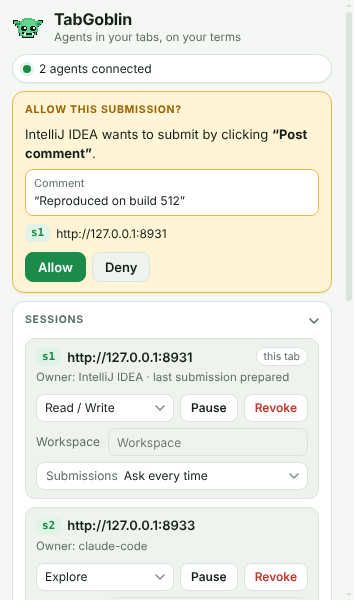 TabGoblin
Agents in your tabs, on your terms
2 agents connected
ALLOW THIS SUBMISSION?
IntelliJ IDEA wants to submit by clicking “Post
comment”.
Comment
“Reproduced on build 512”
s1 http://127.0.0.1:8931
Allow Deny
SESSIONS
s1 http://127.0.0.1:8931 this tab
Owner: IntelliJ IDEA · last submission prepared
Read / Write Pause Revoke
Workspace Workspace
Submissions Ask every time
s2 http://127.0.0.1:8933
Owner: claude-code
Explore Pause Revoke